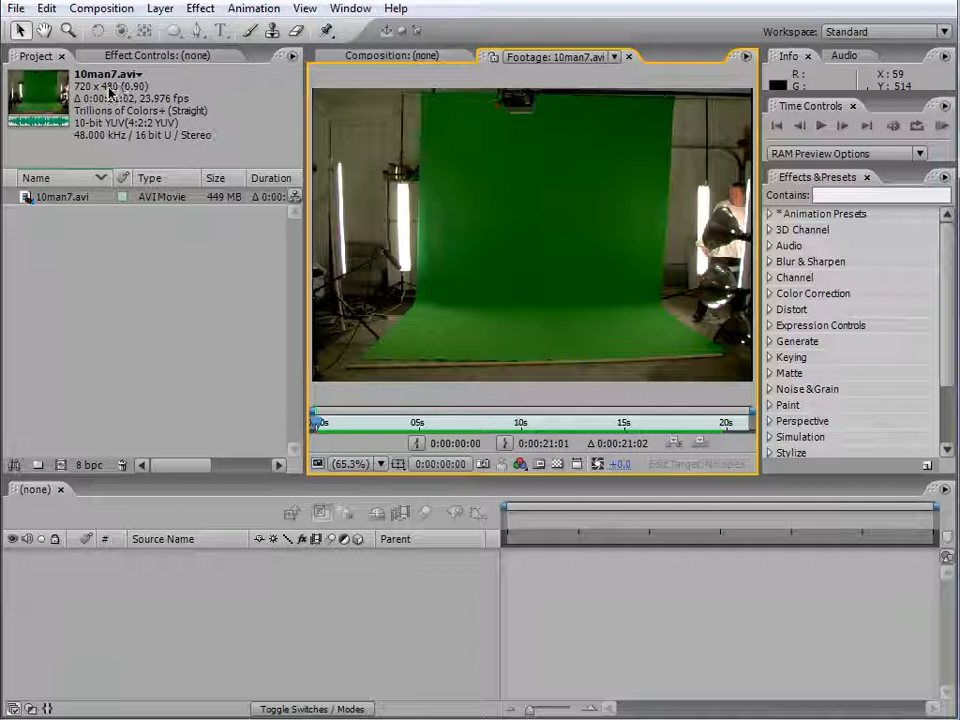 File Edit Composition Layer Effect Animation View Window Help
Workspace: Standard
Project Effect Controls: (none) Composition: (none) Footage: 10man7.avi Info Audio
10man7.avi
720 x 480 (0.90)
, 23.976 fps
Trillions of Colors+ (Straight)
10-bit YUV(4:2:2 YUV)
48.000 kHz / 16 bit U / Stereo
R: X: 59
G: Y: 514
Time Controls
RAM Preview Options
Name Type Size Duration
10man7.avi AVI Movie 449 MB Δ 0:00:
Effects & Presets
Contains:
* Animation Presets
3D Channel
Audio
Blur & Sharpen
Channel
Color Correction
Distort
Expression Controls
Generate
Keying
Matte
Noise & Grain
Paint
Perspective
Simulation
Stylize
05s 10s 15s 20s
0:00:00:00 0:00:21:01 Δ 0:00:21:02
8 bpc
(65.3%) 0:00:00:00 +0.0 Edit Target: No open
(none)
# Source Name Parent
Toggle Switches / Modes